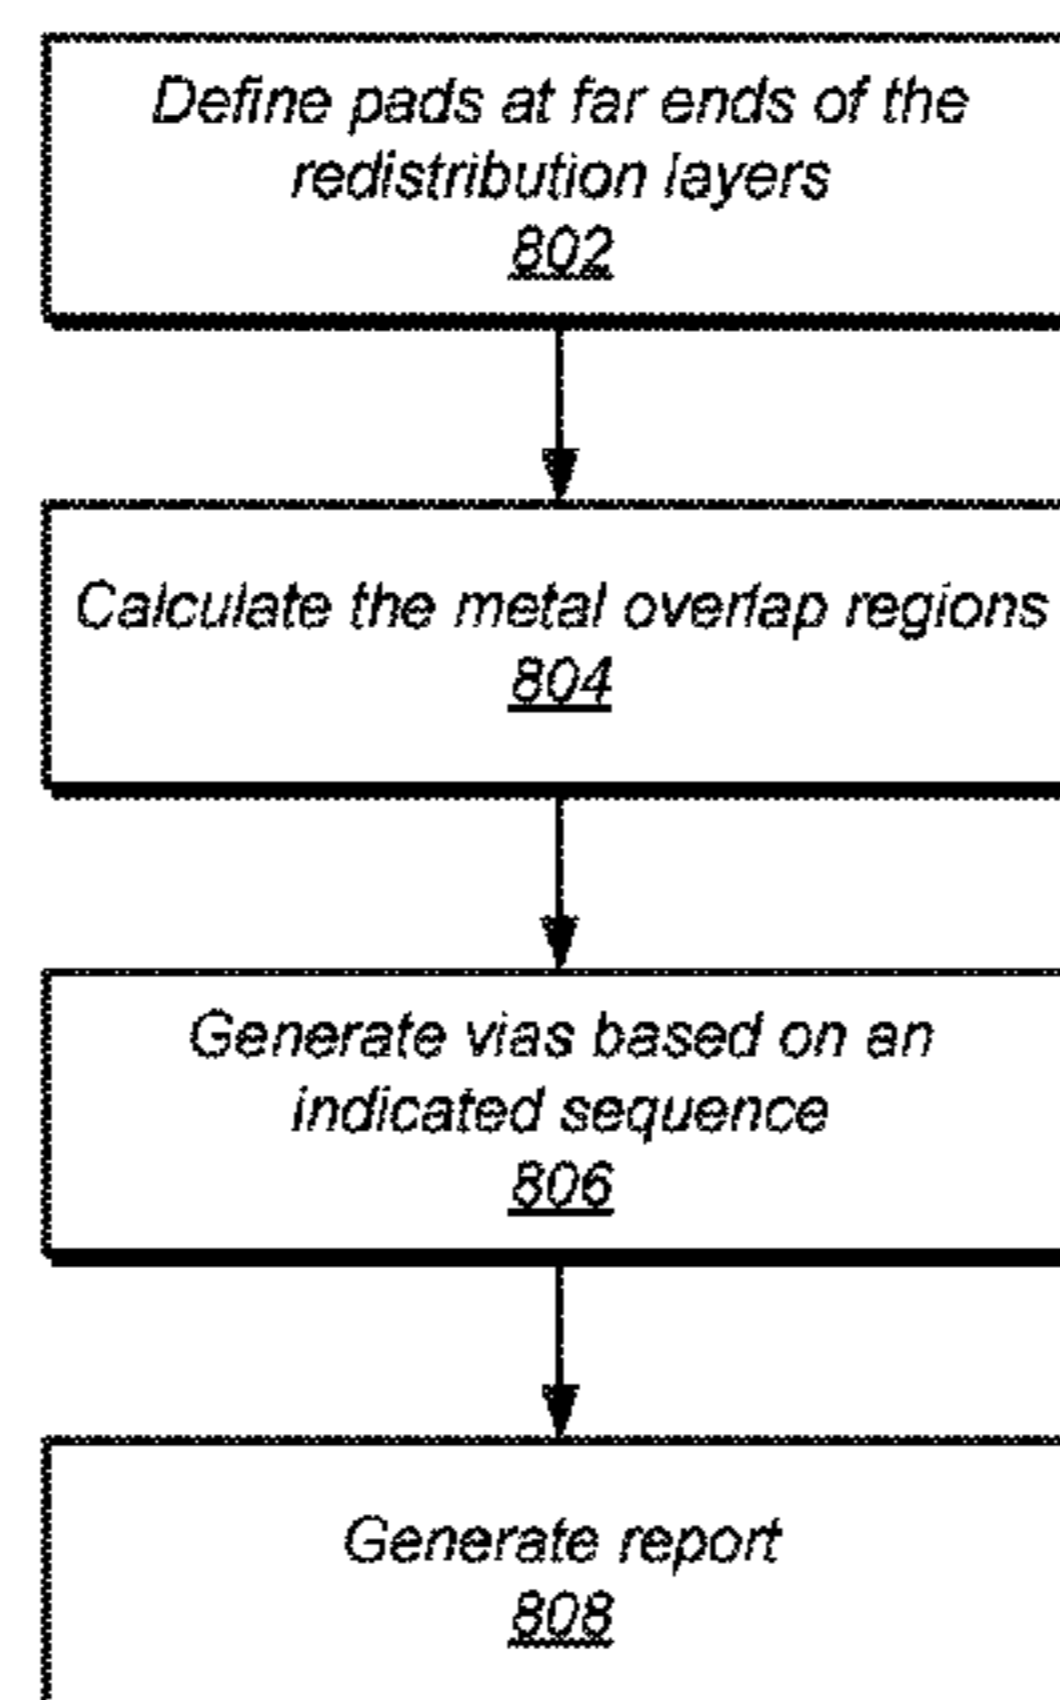 Define pads at far ends of the
redistribution layers
802
Calculate the metal overlap regions
804
Generate vias based on an
indicated sequence
806
Generate report
808